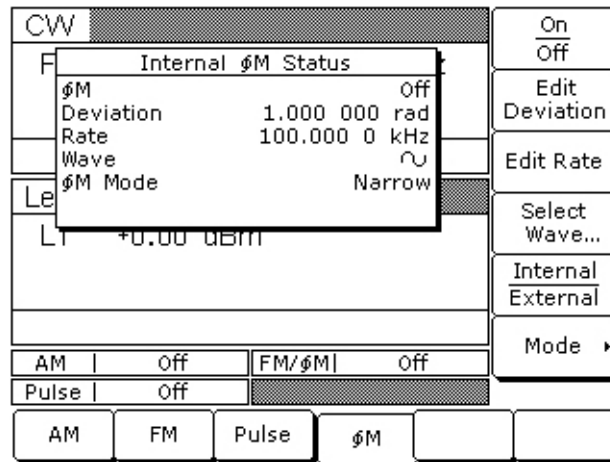 CW
Internal ϕM Status
ϕM Off
Deviation 1.000 000 rad
Rate 100.000 0 kHz
Wave
ϕM Mode Narrow
Le
L1 +0.00 dBm
AM | Off
FM/ϕM| Off
Pulse | Off
AM
FM
Pulse
ϕM
On
Off
Edit
Deviation
Edit Rate
Select
Wave...
Internal
External
Mode